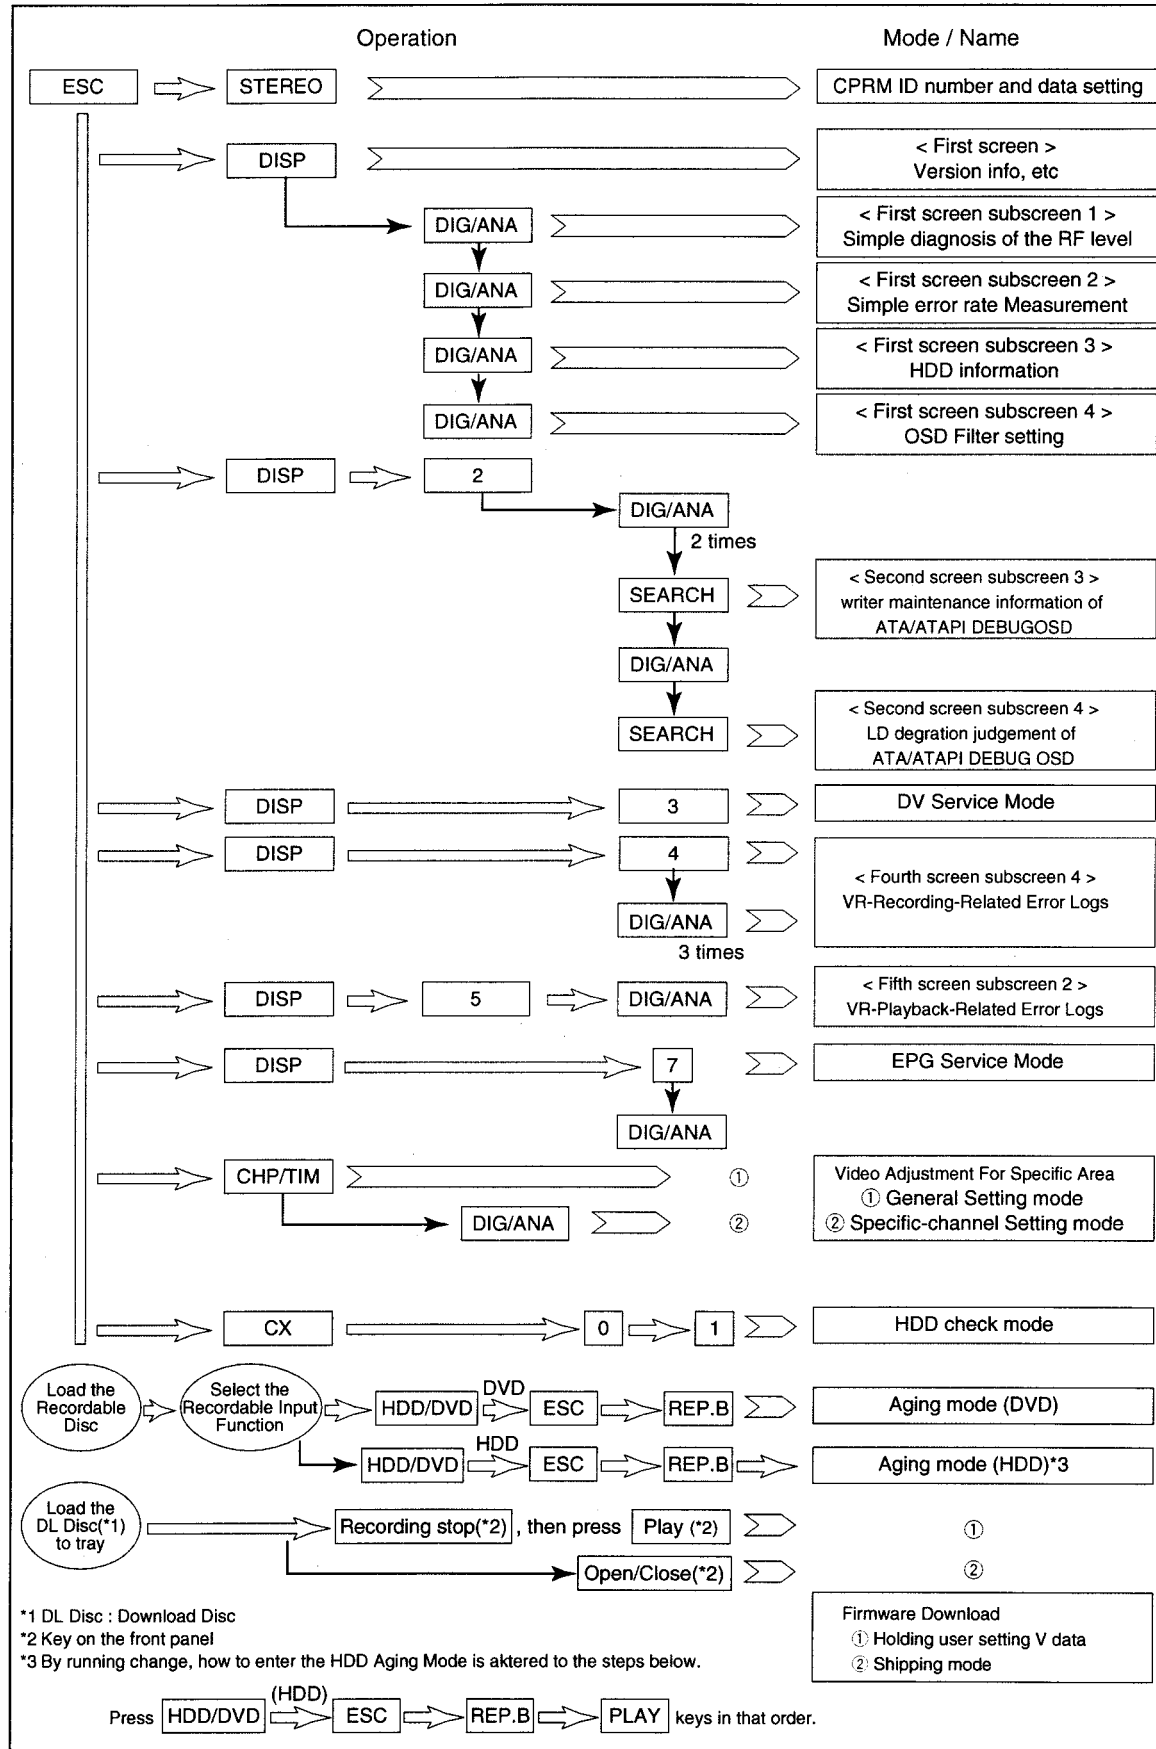 Operation
Mode / Name
ESC
STEREO
CPRM ID number and data setting
DISP
< First screen >
Version info, etc
DIG/ANA
< First screen subscreen 1 >
Simple diagnosis of the RF level
DIG/ANA
< First screen subscreen 2 >
Simple error rate Measurement
DIG/ANA
< First screen subscreen 3 >
HDD information
DIG/ANA
< First screen subscreen 4 >
OSD Filter setting
DISP
2
DIG/ANA
2 times
SEARCH
< Second screen subscreen 3 >
writer maintenance information of
ATA/ATAPI DEBUGOSD
DIG/ANA
SEARCH
< Second screen subscreen 4 >
LD degration judgement of
ATA/ATAPI DEBUG OSD
DISP
3
DV Service Mode
DISP
4
DIG/ANA
3 times
< Fourth screen subscreen 4 >
VR-Recording-Related Error Logs
DISP
5
DIG/ANA
< Fifth screen subscreen 2 >
VR-Playback-Related Error Logs
DISP
7
EPG Service Mode
DIG/ANA
CHP/TIM
①
DIG/ANA
②
Video Adjustment For Specific Area
① General Setting mode
② Specific-channel Setting mode
CX
0
1
HDD check mode
Load the
Recordable
Disc
Select the
Recordable Input
Function
HDD/DVD
DVD
ESC
REP.B
Aging mode (DVD)
HDD/DVD
HDD
ESC
REP.B
Aging mode (HDD)*3
Load the
DL Disc(*1)
to tray
Recording stop(*2) , then press Play (*2)
①
Open/Close(*2)
②
*1 DL Disc : Download Disc
*2 Key on the front panel
*3 By running change, how to enter the HDD Aging Mode is aktered to the steps below.
Firmware Download
① Holding user setting V data
② Shipping mode
(HDD)
Press HDD/DVD ESC REP.B PLAY keys in that order.